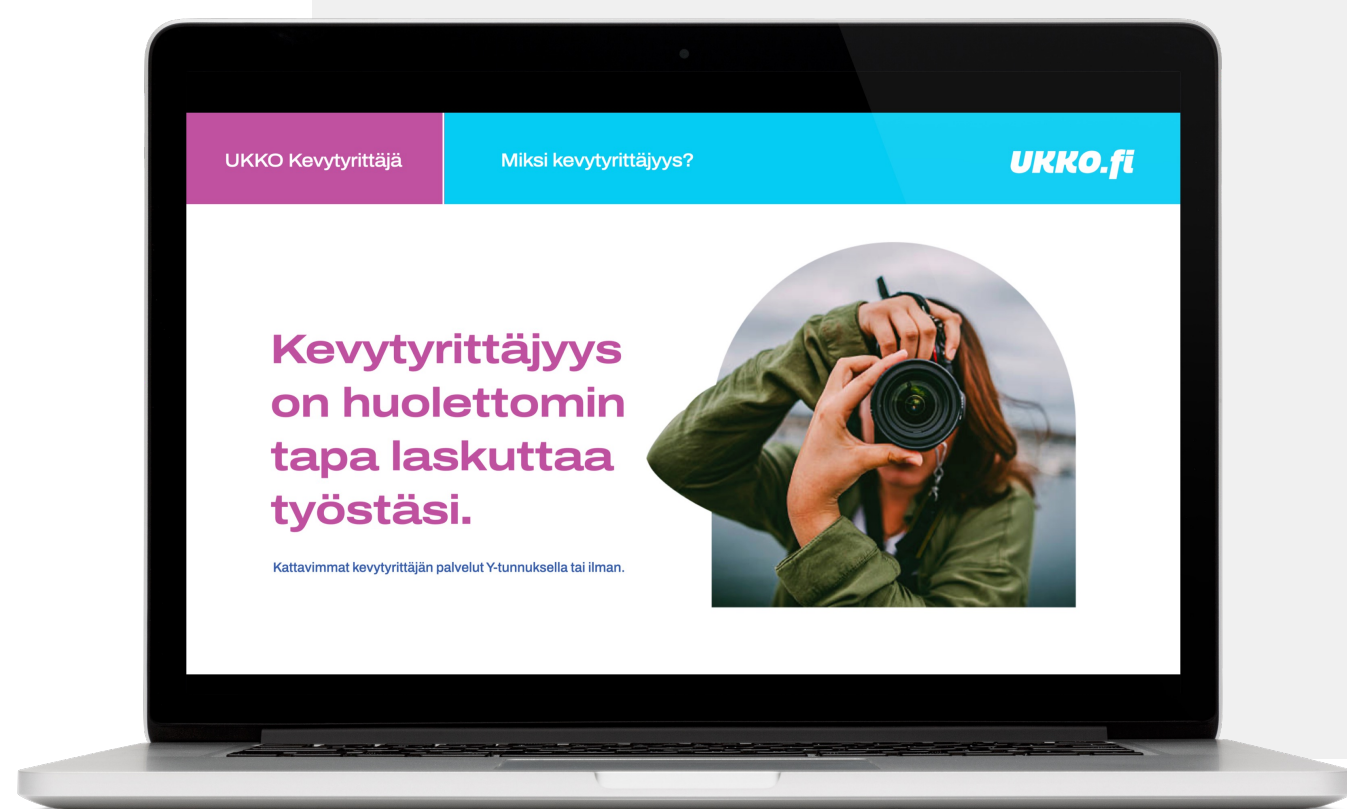 UKKO Kevytyrittäjä
Miksi kevytyrittäjyys?
UKKO.fi
Kevytyrittäjyys
on huolettomin
tapa laskuttaa
työstäsi.
Kattavimmat kevytyrittäjän palvelut Y-tunnuksella tai ilman.